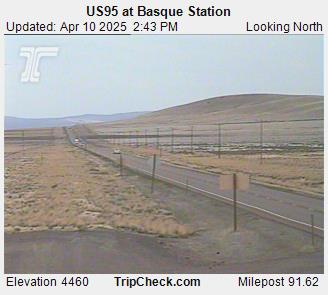 US95 at Basque Station
Updated: Apr 10 2025 2:43 PM Looking North
Elevation 4460 TripCheck.com Milepost 91.62